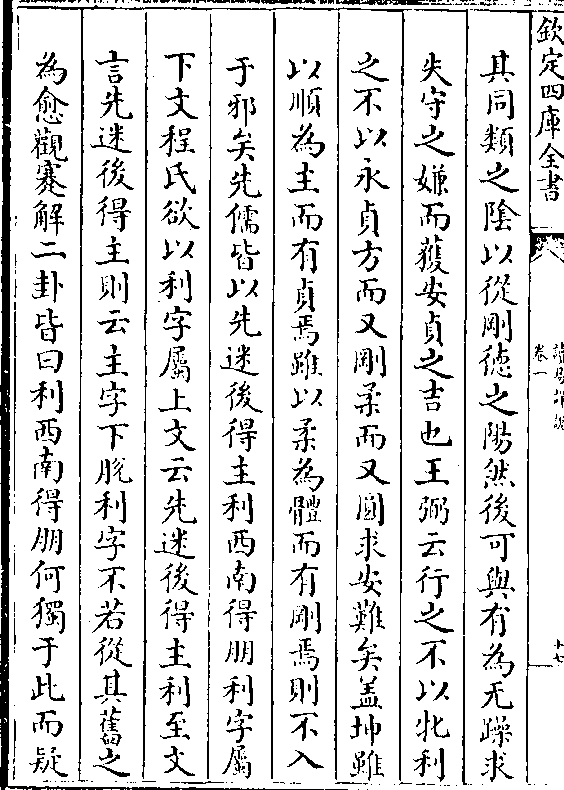 欽定四庫全書
卷一
十七
其同類之陰以從剛德之陽然後可與有為无躁求
失守之嫌而獲安貞之吉也王弼云行之不以牝利
之不以永貞方而又剛柔而又圓求安難矣盖坤雖
以順為主而有貞焉雖以柔為體而有剛焉則不入
于邪矣先儒皆以先迷後得主利西南得朋利字屬
下文程氏欲以利字屬上文云先迷後得主利至文
言先迷後得主則云主字下脫利字不若從其舊之
為愈觀蹇解二卦皆曰利西南得朋何獨于此而疑